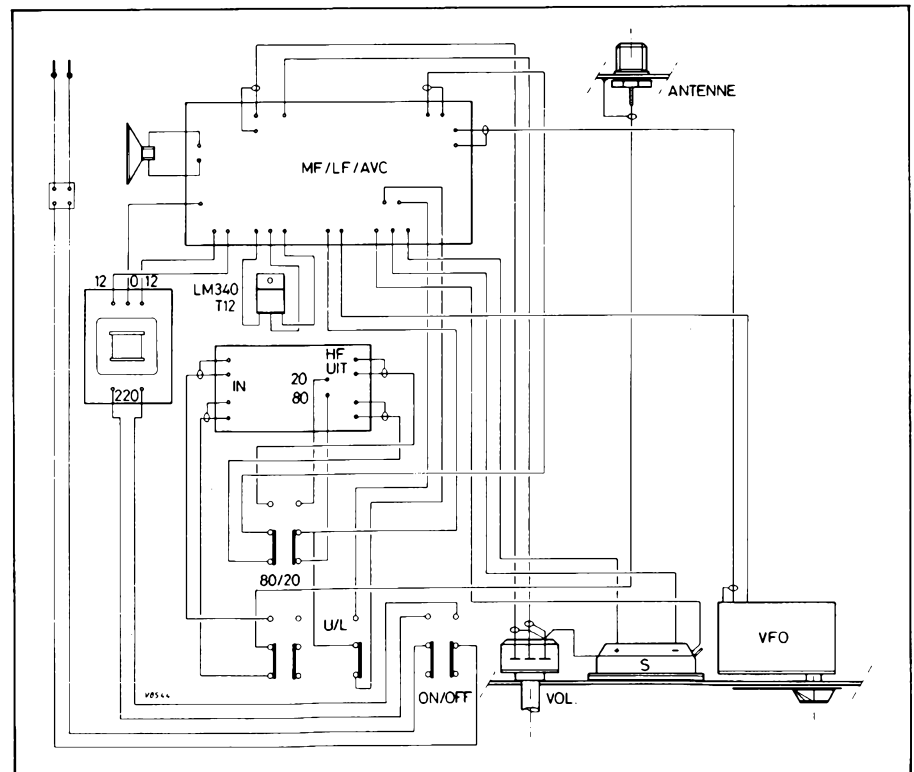 ANTENNE
MF/LF/AVC
12 0 12
LM340
T12
220
IN
HF
UIT
20
80
80/20
U/L
ON/OFF
VOL.
S
VFO